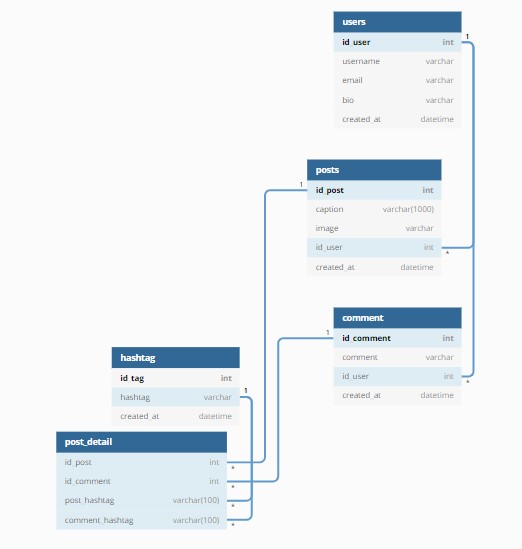 users
1
id_user int
username varchar
email varchar
bio varchar
created_at datetime
posts
1
id_post int
caption varchar(1000)
image varchar
id_user int
*
created_at datetime
comment
1
id_comment int
comment varchar
id_user int
*
created_at datetime
hashtag
id_tag int
1
hashtag varchar
created_at datetime
post_detail
id_post int
*
id_comment int
*
post_hashtag varchar(100)
*
comment_hashtag varchar(100)
*